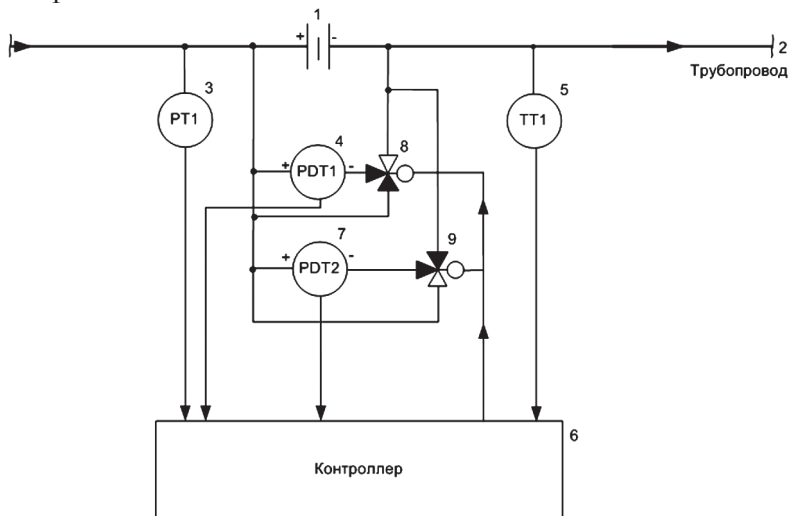 1
+ -
2
Трубопровод
3
PT1
5
TT1
4
+ PDT1 -
8
7
+ PDT2 -
9
6
Контроллер